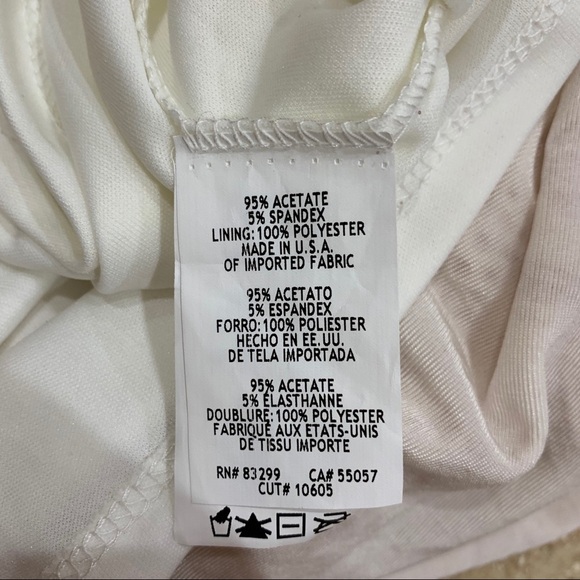 95% ACETATE
5% SPANDEX
LINING: 100% POLYESTER
MADE IN U.S.A.
OF IMPORTED FABRIC
95% ACETATO
5% ESPANDEX
FORRO: 100% POLIESTER
HECHO EN EE.UU.
DE TELA IMPORTADA
95% ACETATE
5% ÉLASTHANNE
DOUBLURE: 100% POLYESTER
FABRIQUÉ AUX ETATS-UNIS
DE TISSU IMPORTE
RN# 83299 CA# 55057
CUT# 10605